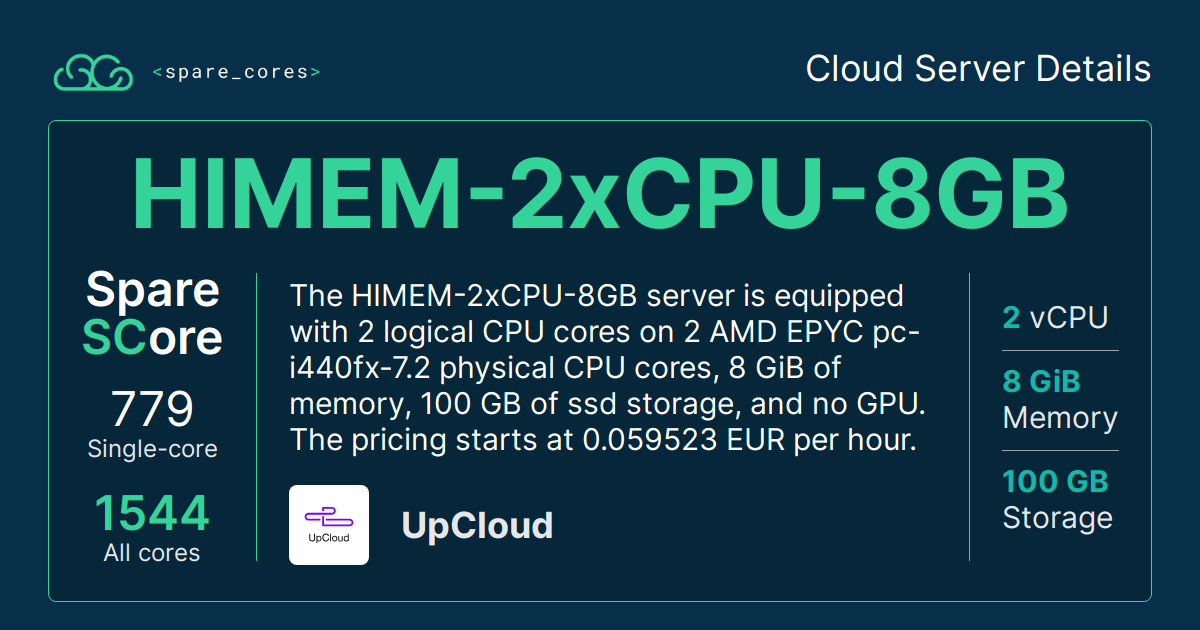 <spare_cores>
Cloud Server Details
HIMEM-2xCPU-8GB
Spare
SCore
779
Single-core
1544
All cores
The HIMEM-2xCPU-8GB server is equipped
with 2 logical CPU cores on 2 AMD EPYC pc-
i440fx-7.2 physical CPU cores, 8 GiB of
memory, 100 GB of ssd storage, and no GPU.
The pricing starts at 0.059523 EUR per hour.
UpCloud
UpCloud
2 vCPU
8 GiB
Memory
100 GB
Storage